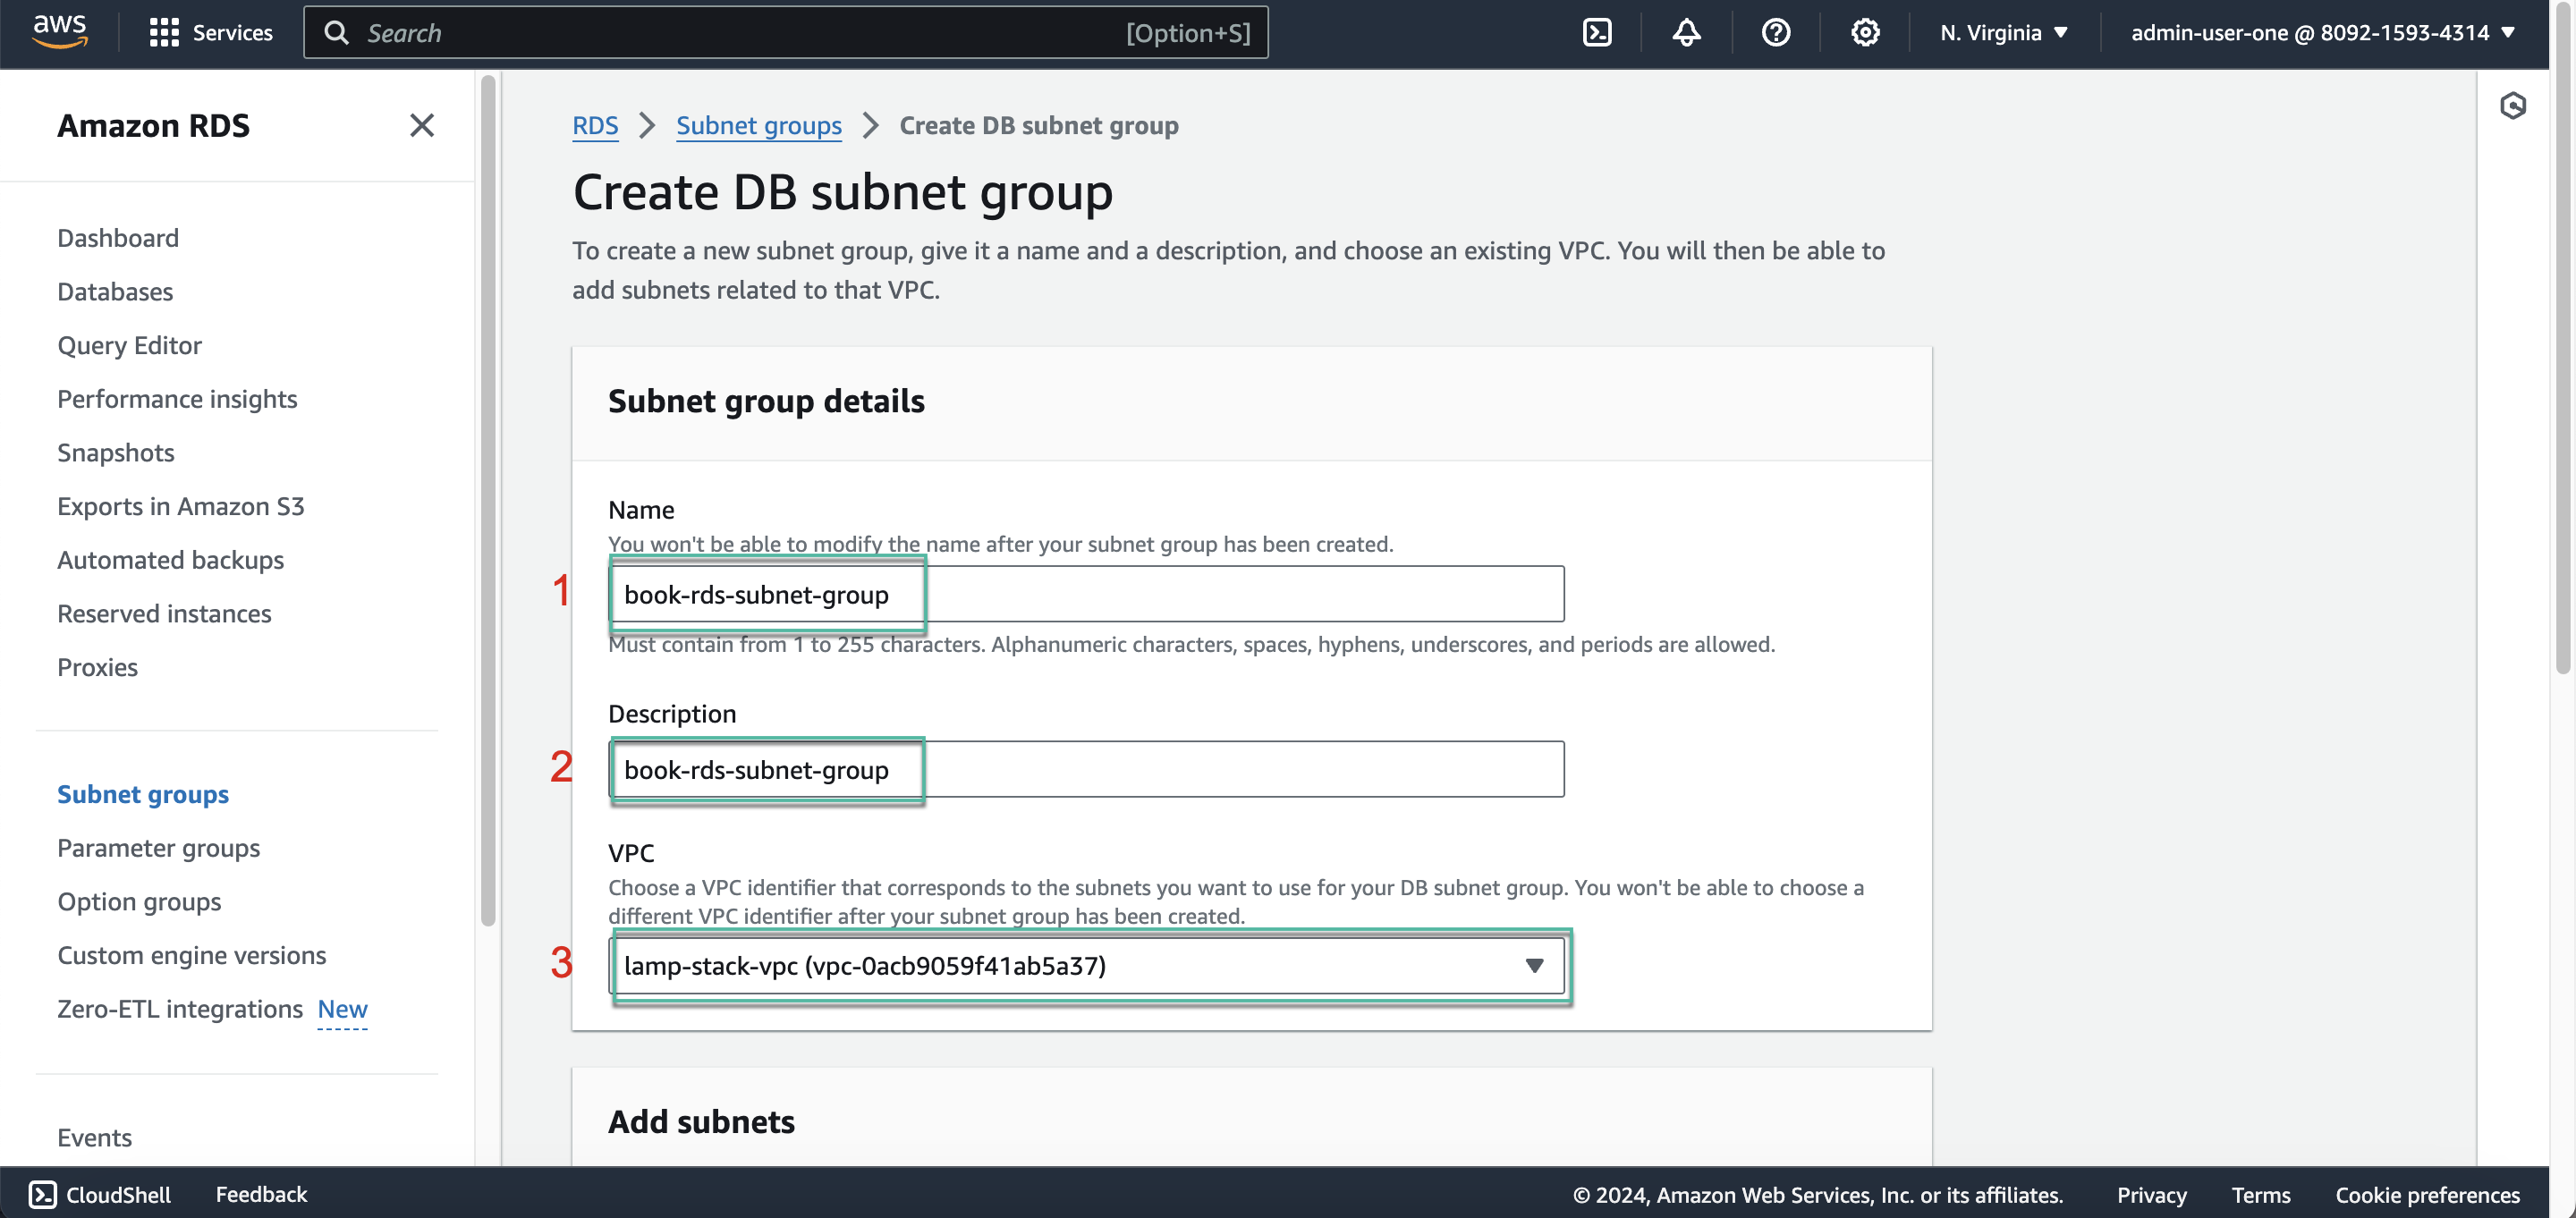 aws
Services
Search
[Option+S]
N. Virginia
admin-user-one @ 8092-1593-4314
Amazon RDS
Dashboard
Databases
Query Editor
Performance insights
Snapshots
Exports in Amazon S3
Automated backups
Reserved instances
Proxies
Subnet groups
Parameter groups
Option groups
Custom engine versions
Zero-ETL integrations New
Events
RDS > Subnet groups > Create DB subnet group
Create DB subnet group
To create a new subnet group, give it a name and a description, and choose an existing VPC. You will then be able to
add subnets related to that VPC.
Subnet group details
Name
You won't be able to modify the name after your subnet group has been created.
1
book-rds-subnet-group
Must contain from 1 to 255 characters. Alphanumeric characters, spaces, hyphens, underscores, and periods are allowed.
Description
2
book-rds-subnet-group
VPC
Choose a VPC identifier that corresponds to the subnets you want to use for your DB subnet group. You won't be able to choose a
different VPC identifier after your subnet group has been created.
3
lamp-stack-vpc (vpc-0acb9059f41ab5a37)
Add subnets
CloudShell
Feedback
© 2024, Amazon Web Services, Inc. or its affiliates.
Privacy
Terms
Cookie preferences